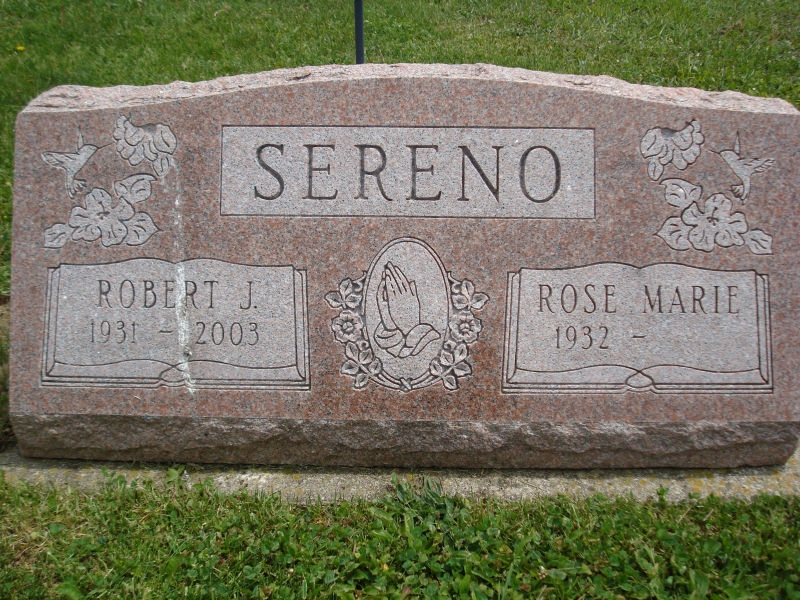 SERENO
ROBERT J.
1931 – 2003
ROSE MARIE
1932 –